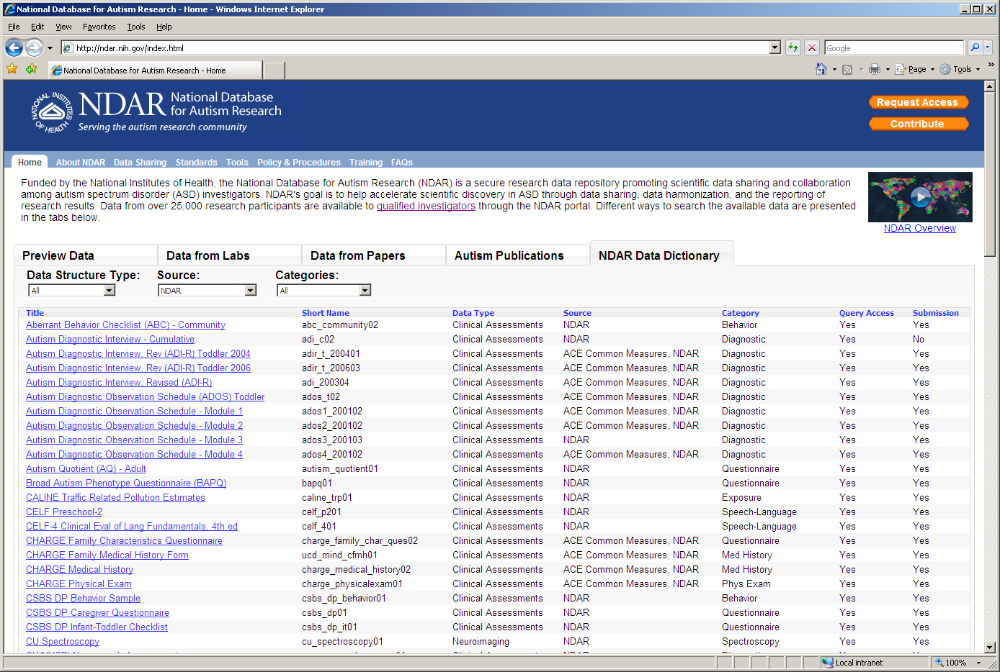 National Database for Autism Research - Home - Windows Internet Explorer
File Edit View Favorites Tools Help
http://ndar.nih.gov/index.html
Google
National Database for Autism Research - Home
Page Tools
NATIONAL INSTITUTES OF HEALTH
NDAR National Database for Autism Research
Serving the autism research community
Request Access
Contribute
Home About NDAR Data Sharing Standards Tools Policy & Procedures Training FAQs
Funded by the National Institutes of Health, the National Database for Autism Research (NDAR) is a secure research data repository promoting scientific data sharing and collaboration
among autism spectrum disorder (ASD) investigators. NDAR's goal is to help accelerate scientific discovery in ASD through data sharing, data harmonization, and the reporting of
research results. Data from over 25,000 research participants are available to qualified investigators through the NDAR portal. Different ways to search the available data are presented
in the tabs below.
NDAR Overview
Preview Data Data from Labs Data from Papers Autism Publications NDAR Data Dictionary
Data Structure Type: Source: Categories:
All NDAR All
Title Short Name Data Type Source Category Query Access Submission
Aberrant Behavior Checklist (ABC) - Community abc_community02 Clinical Assessments NDAR Behavior Yes Yes
Autism Diagnostic Interview - Cumulative adi_c02 Clinical Assessments NDAR Diagnostic Yes No
Autism Diagnostic Interview, Rev (ADI-R) Toddler 2004 adir_t_200401 Clinical Assessments ACE Common Measures, NDAR Diagnostic Yes Yes
Autism Diagnostic Interview, Rev (ADI-R) Toddler 2006 adir_t_200603 Clinical Assessments ACE Common Measures, NDAR Diagnostic Yes Yes
Autism Diagnostic Interview, Revised (ADI-R) adi_200304 Clinical Assessments ACE Common Measures, NDAR Diagnostic Yes Yes
Autism Diagnostic Observation Schedule (ADOS) Toddler ados_t02 Clinical Assessments ACE Common Measures, NDAR Diagnostic Yes Yes
Autism Diagnostic Observation Schedule - Module 1 ados1_200102 Clinical Assessments ACE Common Measures, NDAR Diagnostic Yes Yes
Autism Diagnostic Observation Schedule - Module 2 ados2_200102 Clinical Assessments ACE Common Measures, NDAR Diagnostic Yes Yes
Autism Diagnostic Observation Schedule - Module 3 ados3_200103 Clinical Assessments NDAR Diagnostic Yes Yes
Autism Diagnostic Observation Schedule - Module 4 ados4_200102 Clinical Assessments ACE Common Measures, NDAR Diagnostic Yes Yes
Autism Quotient (AQ) - Adult autism_quotient01 Clinical Assessments NDAR Questionnaire Yes Yes
Broad Autism Phenotype Questionnaire (BAPQ) bapq01 Clinical Assessments NDAR Questionnaire Yes Yes
CALINE Traffic Related Pollution Estimates caline_trp01 Clinical Assessments NDAR Exposure Yes Yes
CELF Preschool-2 celf_p201 Clinical Assessments NDAR Speech-Language Yes Yes
CELF-4 Clinical Eval of Lang Fundamentals, 4th ed celf_401 Clinical Assessments NDAR Speech-Language Yes Yes
CHARGE Family Characteristics Questionnaire charge_family_char_ques02 Clinical Assessments ACE Common Measures, NDAR Questionnaire Yes Yes
CHARGE Family Medical History Form ucd_mind_cfmh01 Clinical Assessments ACE Common Measures, NDAR Med History Yes Yes
CHARGE Medical History charge_medical_history02 Clinical Assessments ACE Common Measures, NDAR Med History Yes Yes
CHARGE Physical Exam charge_physicalexam01 Clinical Assessments ACE Common Measures, NDAR Phys Exam Yes Yes
CSBS DP Behavior Sample csbs_dp_behavior01 Clinical Assessments NDAR Behavior Yes Yes
CSBS DP Caregiver Questionnaire csbs_dp01 Clinical Assessments NDAR Questionnaire Yes Yes
CSBS DP Infant-Toddler Checklist csbs_dp_it01 Clinical Assessments NDAR Questionnaire Yes Yes
CU Spectroscopy cu_spectroscopy01 Neuroimaging NDAR Spectroscopy Yes Yes
Local intranet 100%